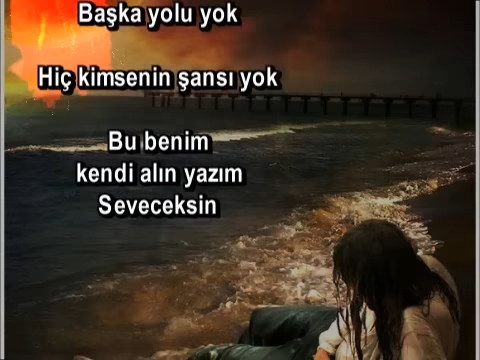 Başka yolu yok
Hiç kimsenin şansı yok
Bu benim
kendi alın yazım
Seveceksin